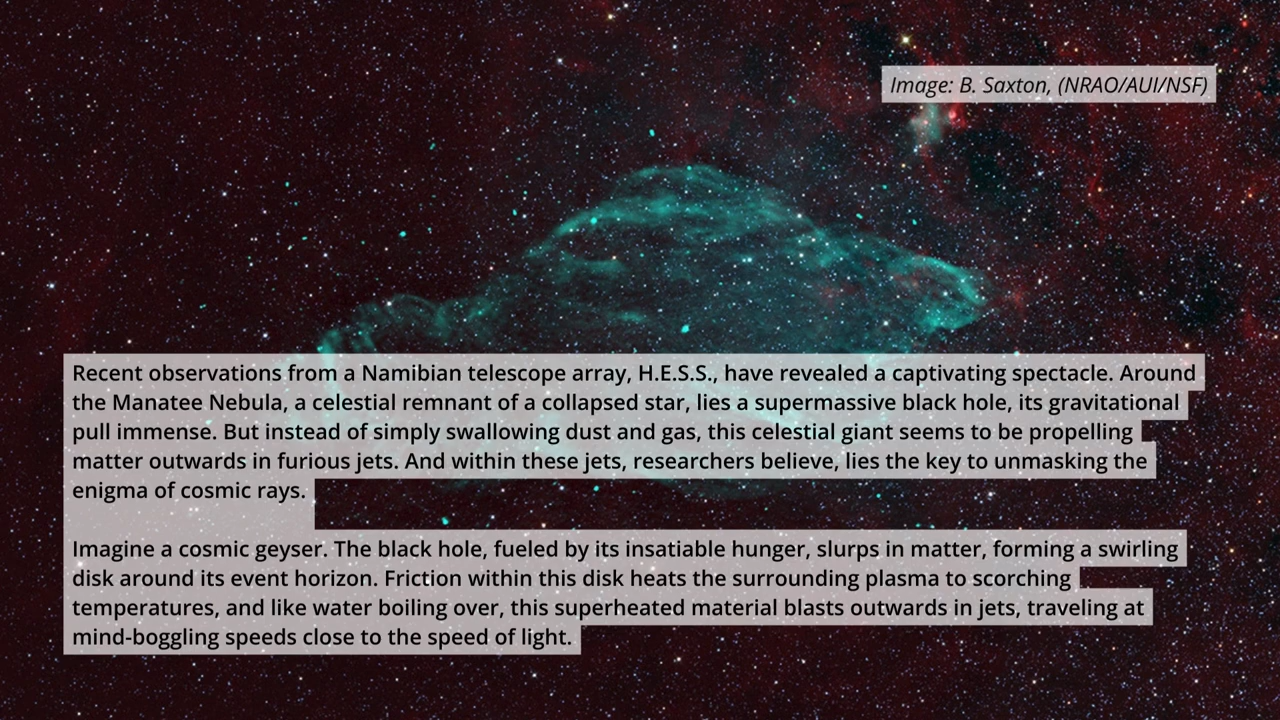 Image: B. Saxton, (NRAO/AUI/NSF)
Recent observations from a Namibian telescope array, H.E.S.S., have revealed a captivating spectacle. Around
the Manatee Nebula, a celestial remnant of a collapsed star, lies a supermassive black hole, its gravitational
pull immense. But instead of simply swallowing dust and gas, this celestial giant seems to be propelling
matter outwards in furious jets. And within these jets, researchers believe, lies the key to unmasking the
enigma of cosmic rays.
Imagine a cosmic geyser. The black hole, fueled by its insatiable hunger, slurps in matter, forming a swirling
disk around its event horizon. Friction within this disk heats the surrounding plasma to scorching
temperatures, and like water boiling over, this superheated material blasts outwards in jets, traveling at
mind-boggling speeds close to the speed of light.